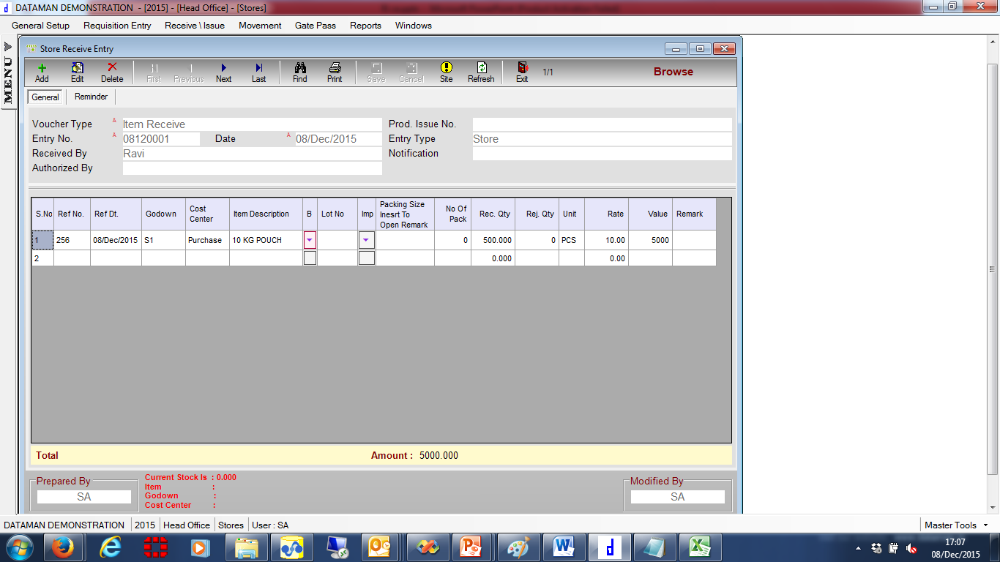 DATAMAN DEMONSTRATION - [2015] - [Head Office] - [Stores]
General Setup Requisition Entry Receive \ Issue Movement Gate Pass Reports Windows
MENU
Store Receive Entry
Add Edit Delete First Previous Next Last Find Print Save Cancel Site Refresh Exit 1/1 Browse
General Reminder
Voucher Type Item Receive Prod. Issue No.
Entry No. 08120001 Date 08/Dec/2015 Entry Type Store
Received By Ravi Notification
Authorized By
S.No Ref No. Ref Dt. Godown Cost Center Item Description B Lot No Imp Packing Size Inesrt To Open Remark No Of Pack Rec. Qty Rej. Qty Unit Rate Value Remark
1 256 08/Dec/2015 S1 Purchase 10 KG POUCH 0 500.000 0 PCS 10.00 5000
2 0.000 0.00
Total Amount : 5000.000
Prepared By
SA
Current Stock Is : 0.000
Item :
Godown :
Cost Center :
Modified By
SA
DATAMAN DEMONSTRATION 2015 Head Office Stores User : SA Master Tools
17:07
08/Dec/2015